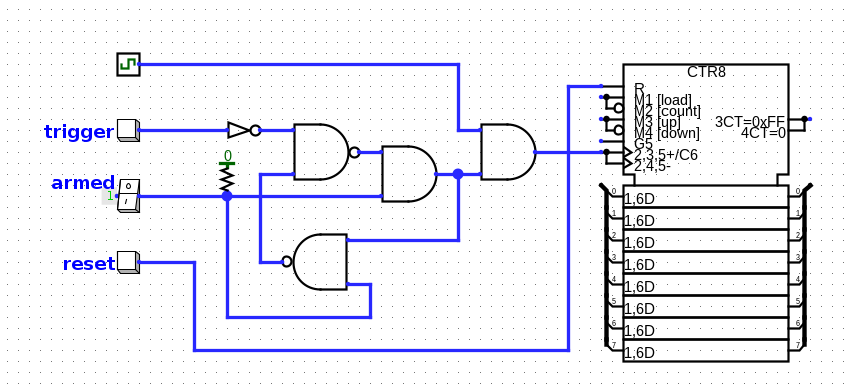 CTR8
R
M1 [load]
M2 [count]
M3 [up]
M4 [down]
G5
2,3,5+/C6
2,4,5-
3CT=0xFF
4CT=0
trigger
0
armed
0
1
reset
0
1,6D
0
1
1,6D
1
2
1,6D
2
3
1,6D
3
4
1,6D
4
5
1,6D
5
6
1,6D
6
7
1,6D
7